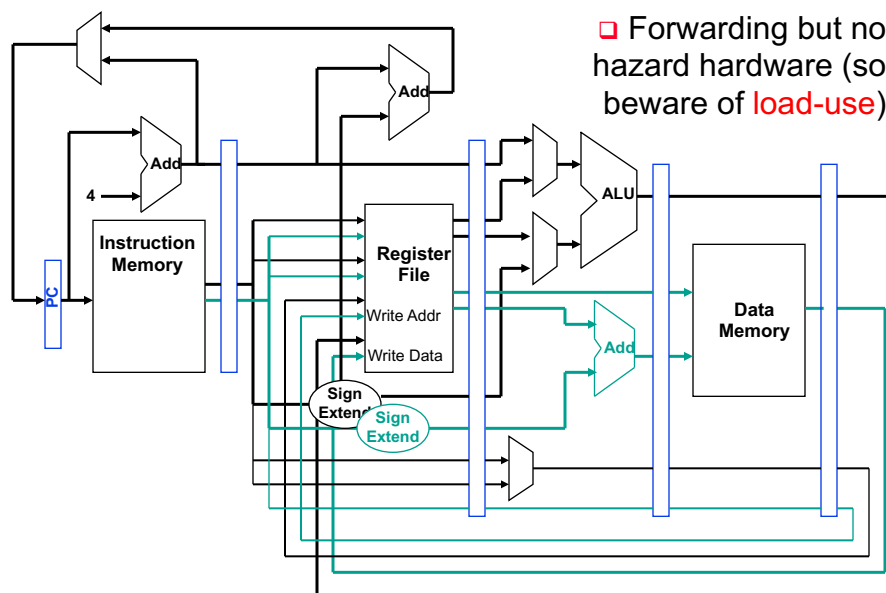 ❑ Forwarding but no
hazard hardware (so
beware of load-use)
Add
Add
4
ALU
Instruction
Memory
Register
File
PC
Write Addr
Data
Memory
Add
Write Data
Sign
Extend
Sign
Extend